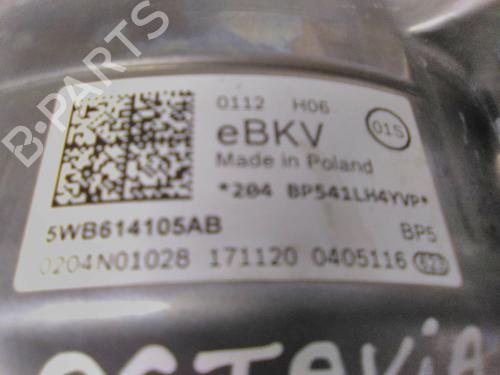 B-PARTS
0112 H06
eBKV
01S
Made in Poland
*204 BP541LH4YVP*
5WB614105AB
BP5
0204N01028 171120 0405116
OCTAViA